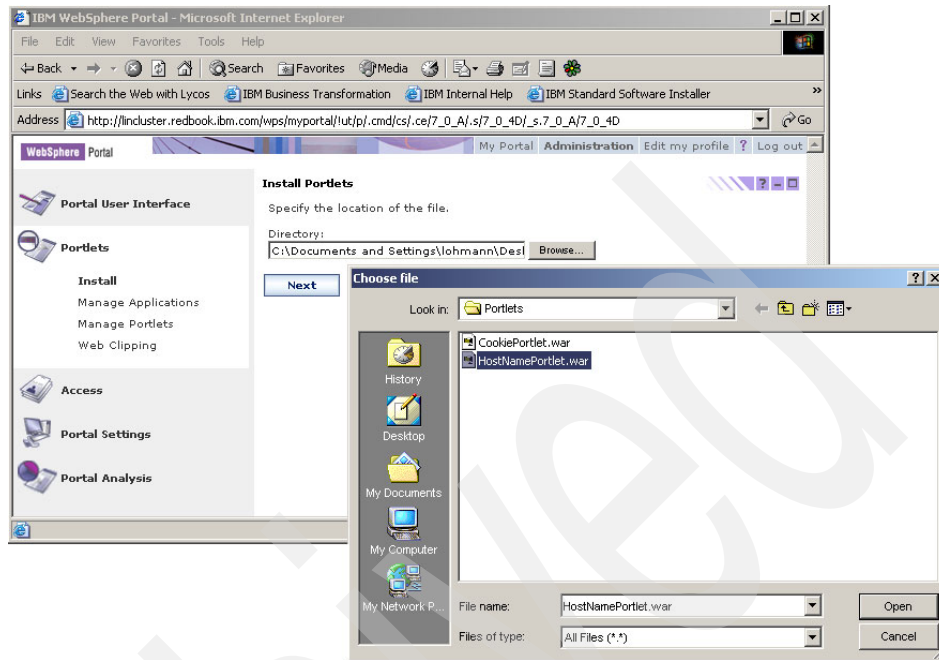 IBM WebSphere Portal - Microsoft Internet Explorer
File Edit View Favorites Tools Help
Back Search Favorites Media
Links Search the Web with Lycos IBM Business Transformation IBM Internal Help IBM Standard Software Installer »
Address http://lincluster.redbook.ibm.com/wps/myportal/!ut/p/.cmd/cs/.ce/7_0_A/.s/7_0_4D/_s.7_0_A/7_0_4D Go
WebSphere Portal My Portal Administration Edit my profile ? Log out
Portal User Interface
Portlets
Install
Manage Applications
Manage Portlets
Web Clipping
Access
Portal Settings
Portal Analysis
Install Portlets
Specify the location of the file.
Directory:
C:\Documents and Settings\lohmann\Desl Browse...
Next
Choose file
Look in: Portlets
History
Desktop
My Documents
My Computer
My Network P...
CookiePortlet.war
HostNamePortlet.war
File name: HostNamePortlet.war Open
Files of type: All Files (*.*) Cancel